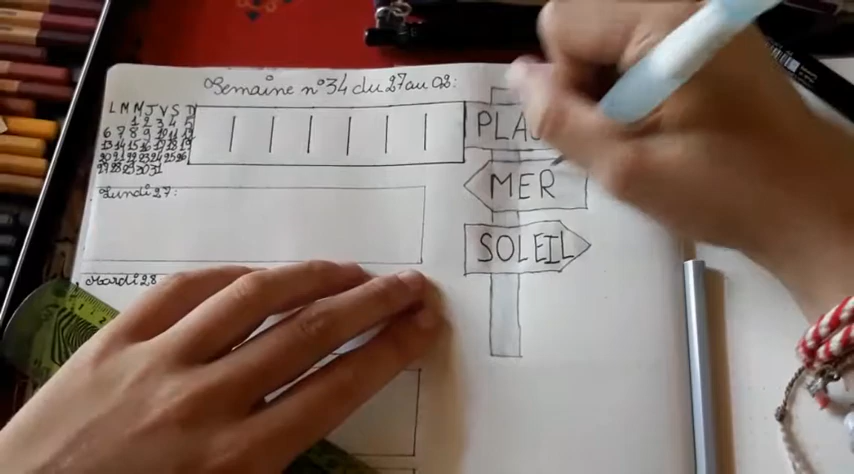 Semaine n°34 du 27 au 02:
L M M J V S D
1 2 3 4 5
6 7 8 9 10 11 12
13 14 15 16 17 18 19
20 21 22 23 24 25 26
27 28 29 30 31
Lundi 27:
Mardi 28
MER
SOLEIL